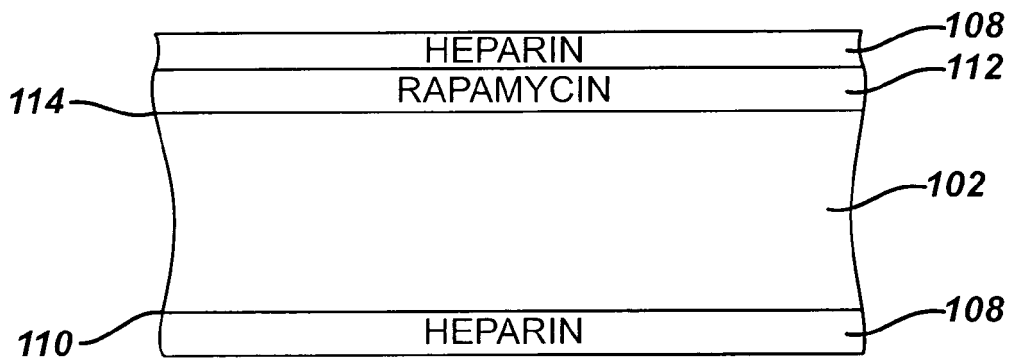 HEPARIN 108
RAPAMYCIN 112
114
102
110 HEPARIN 108